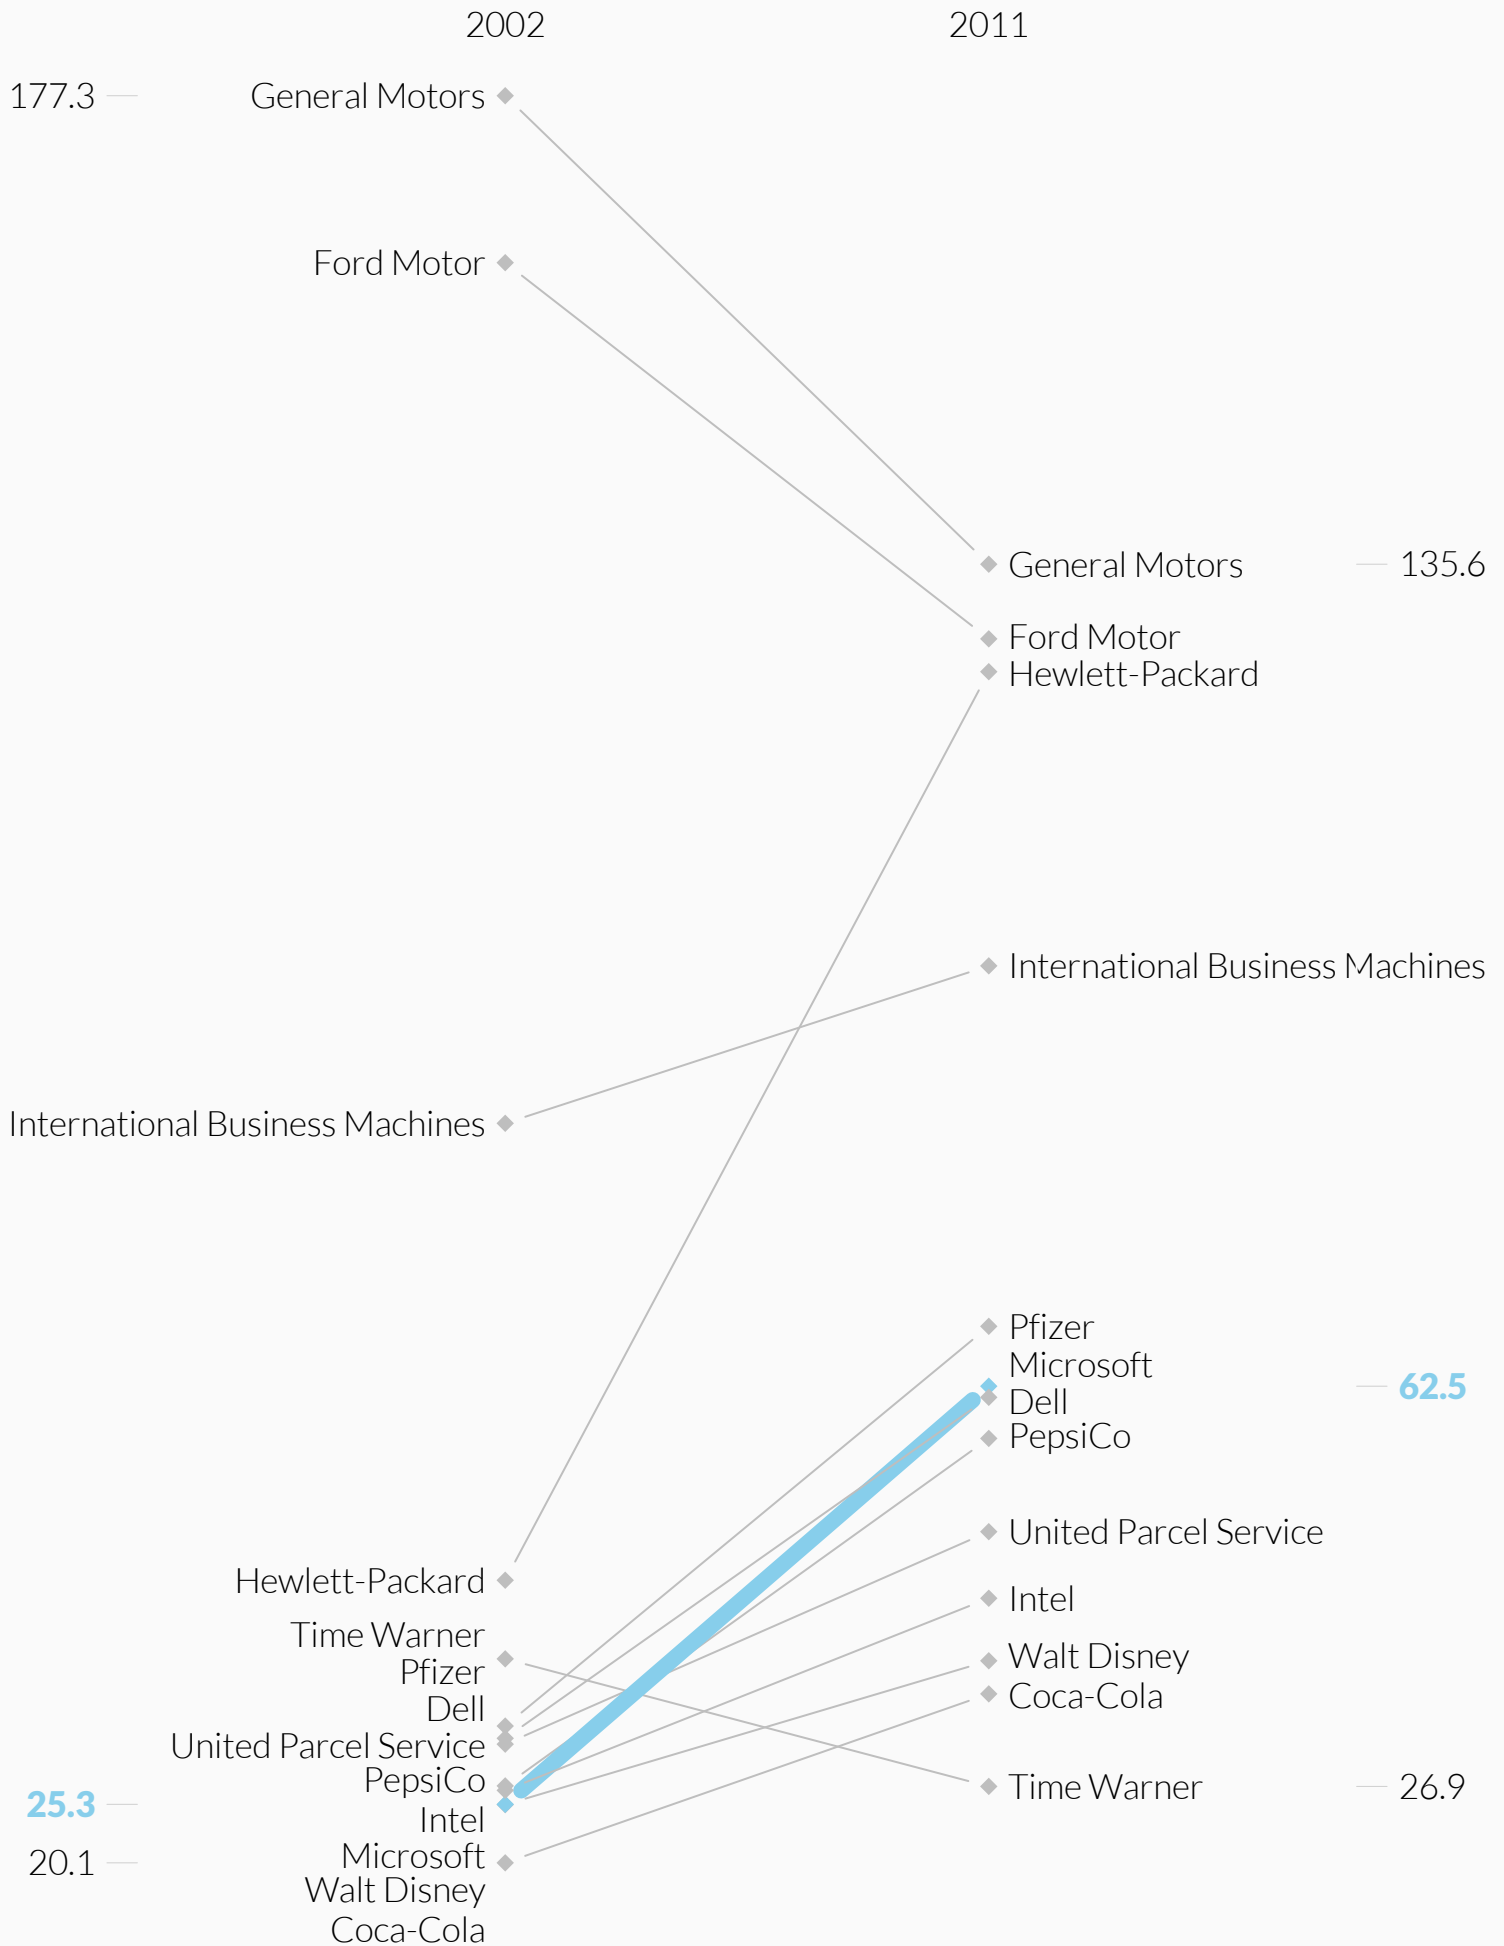 2002 2011
177.3 General Motors
Ford Motor
General Motors 135.6
Ford Motor
Hewlett-Packard
International Business Machines
International Business Machines
Pfizer
Microsoft 62.5
Dell
PepsiCo
United Parcel Service
Hewlett-Packard
Intel
Time Warner
Walt Disney
Pfizer
Coca-Cola
Dell
United Parcel Service
PepsiCo
Time Warner 26.9
25.3
Intel
20.1 Microsoft
Walt Disney
Coca-Cola